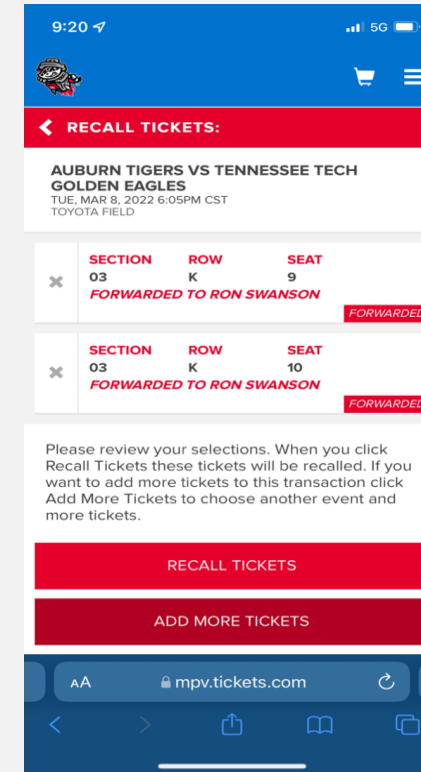 9:20
5G
RECALL TICKETS:
AUBURN TIGERS VS TENNESSEE TECH
GOLDEN EAGLES
TUE, MAR 8, 2022 6:05PM CST
TOYOTA FIELD
SECTION ROW SEAT
03 K 9
FORWARDED TO RON SWANSON
FORWARDED
SECTION ROW SEAT
03 K 10
FORWARDED TO RON SWANSON
FORWARDED
Please review your selections. When you click
Recall Tickets these tickets will be recalled. If you
want to add more tickets to this transaction click
Add More Tickets to choose another event and
more tickets.
RECALL TICKETS
ADD MORE TICKETS
AA mpv.tickets.com